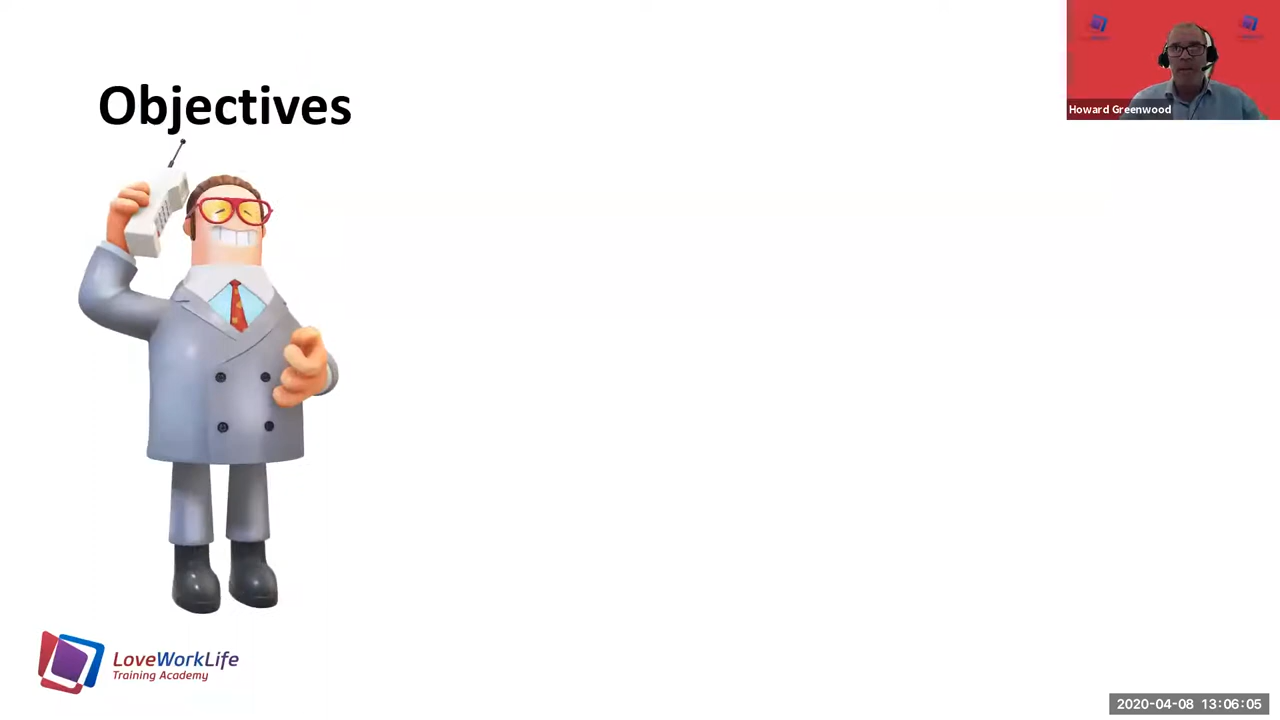 Objectives
Howard Greenwood
LoveWorkLife
Training Academy
2020-04-08 13:06:05